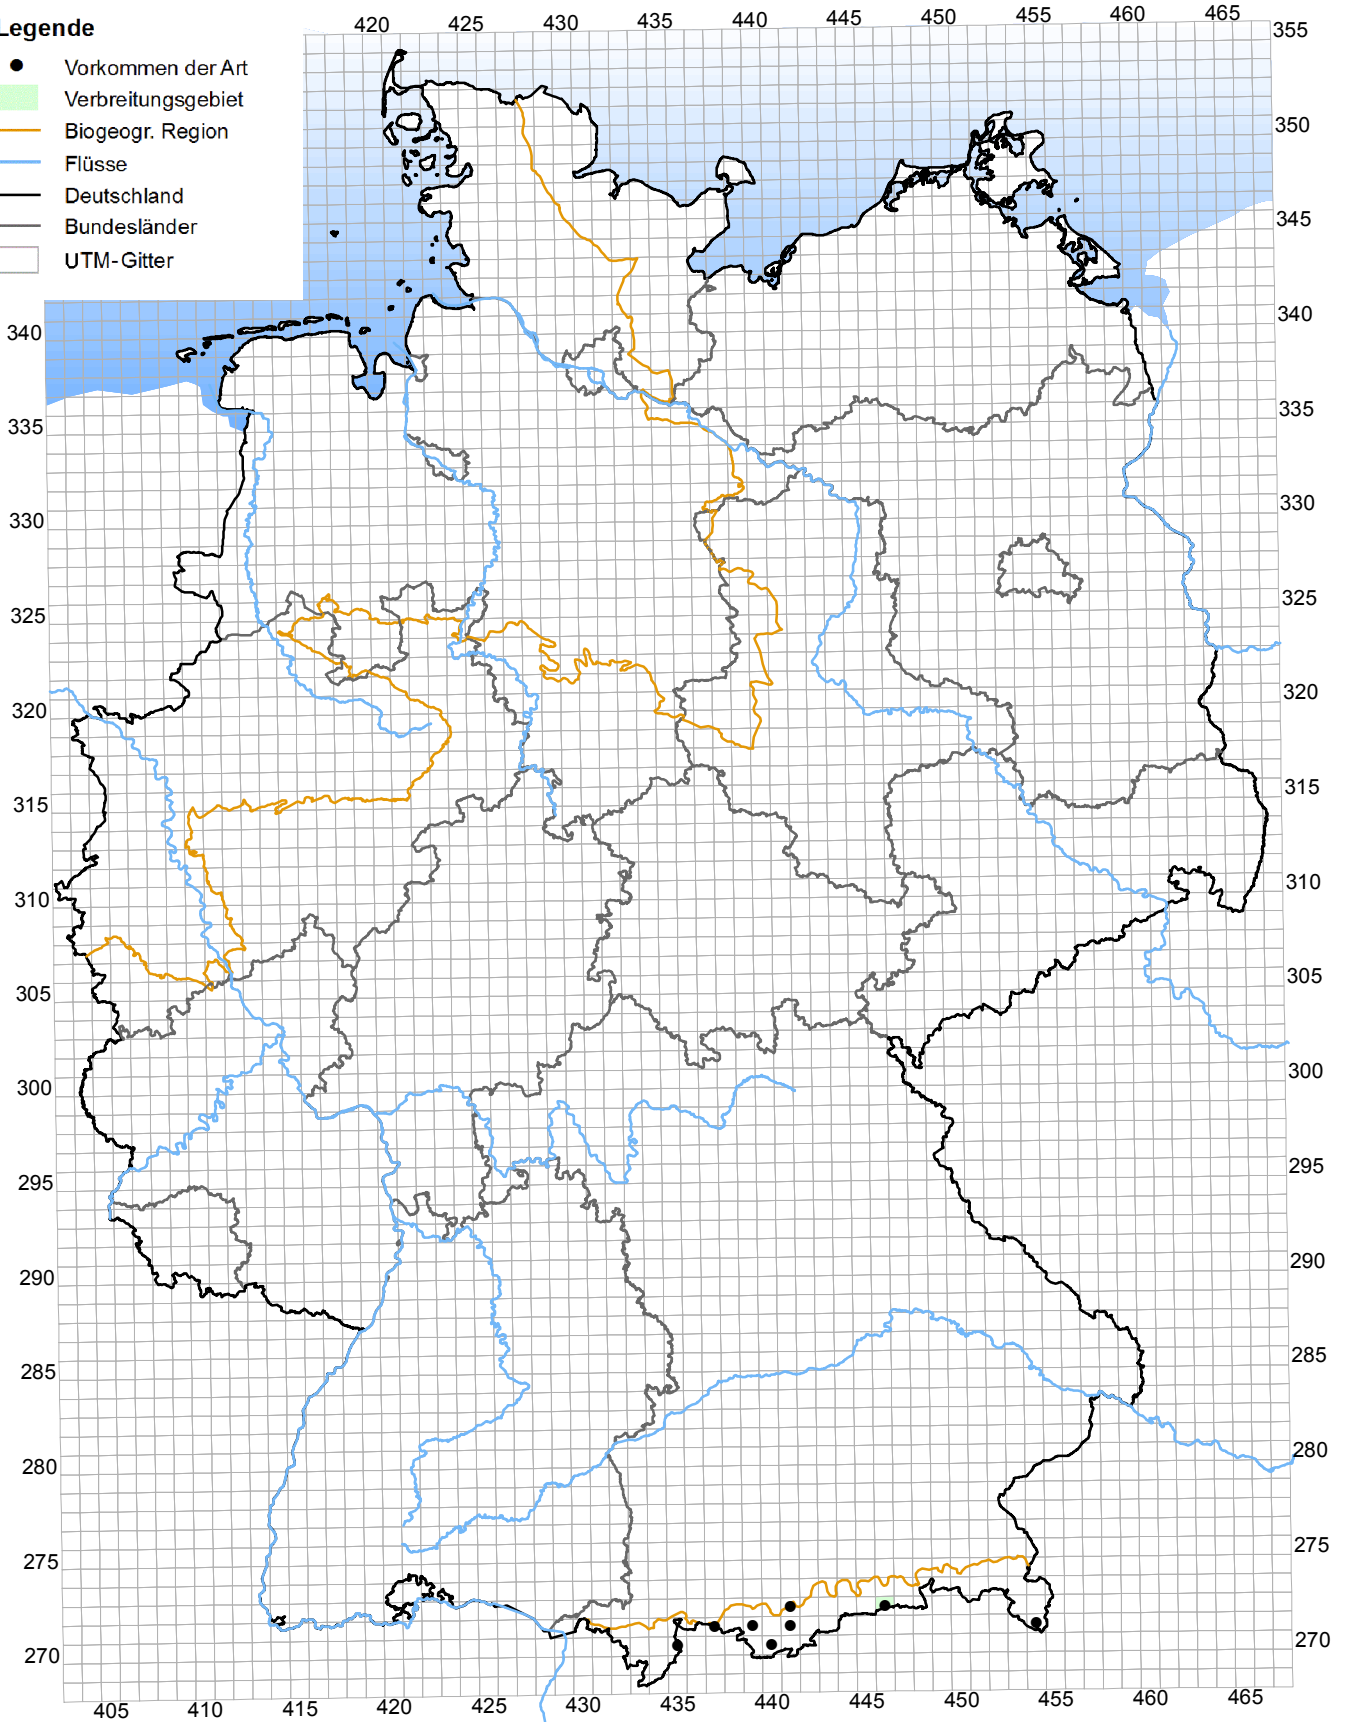 Legende
Vorkommen der Art
Verbreitungsgebiet
Biogeogr. Region
Flüsse
Deutschland
Bundesländer
UTM-Gitter
420 425 430 435 440 445 450 455 460 465
355
350
345
340 340
335 335
330 330
325 325
320 320
315 315
310 310
305 305
300 300
295 295
290 290
285 285
280 280
275 275
270 270
405 410 415 420 425 430 435 440 445 450 455 460 465